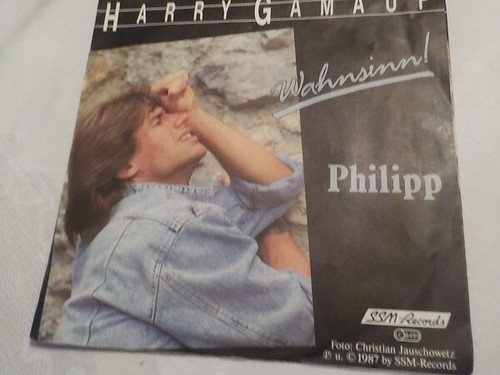 HARRY GAMAUF
Wahnsinn!
Philipp
SSM-Records
Foto: Christian Jauschowetz
℗ u. © 1987 by SSM-Records